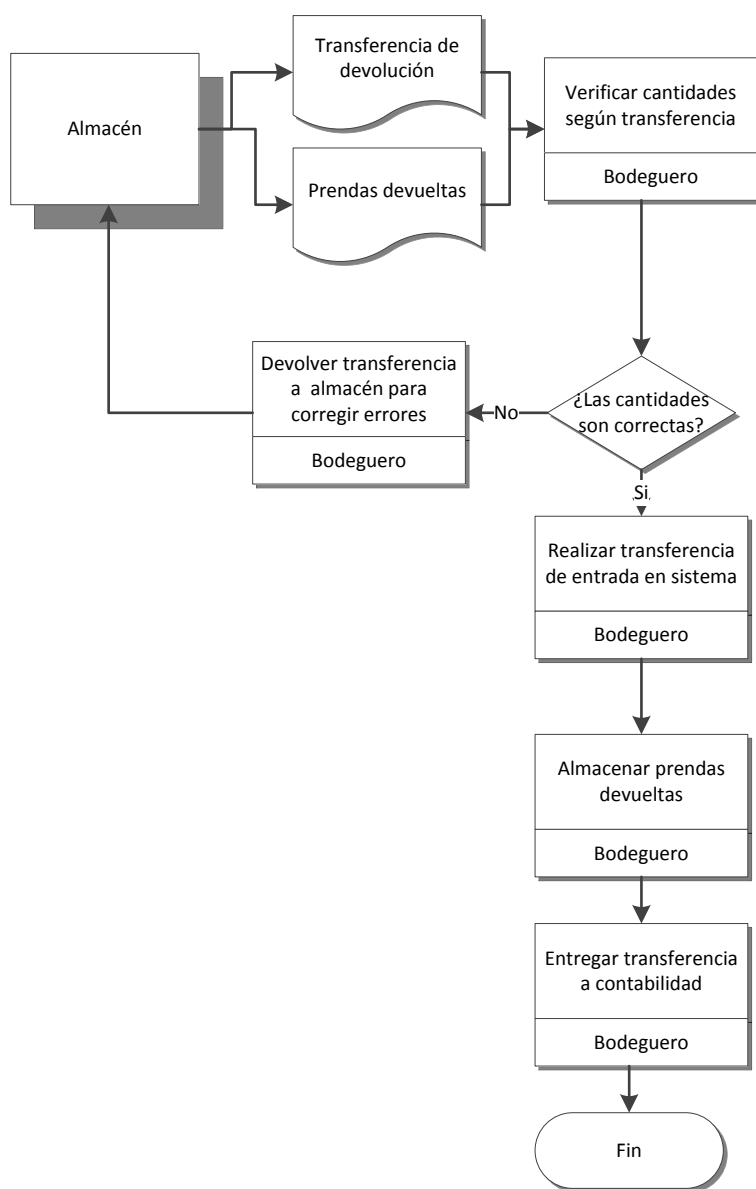 Almacén
Transferencia de
devolución
Prendas devueltas
Verificar cantidades
según transferencia
Bodeguero
¿Las cantidades
son correctas?
No
Devolver transferencia
a almacén para
corregir errores
Bodeguero
Si
Realizar transferencia
de entrada en sistema
Bodeguero
Almacenar prendas
devueltas
Bodeguero
Entregar transferencia
a contabilidad
Bodeguero
Fin